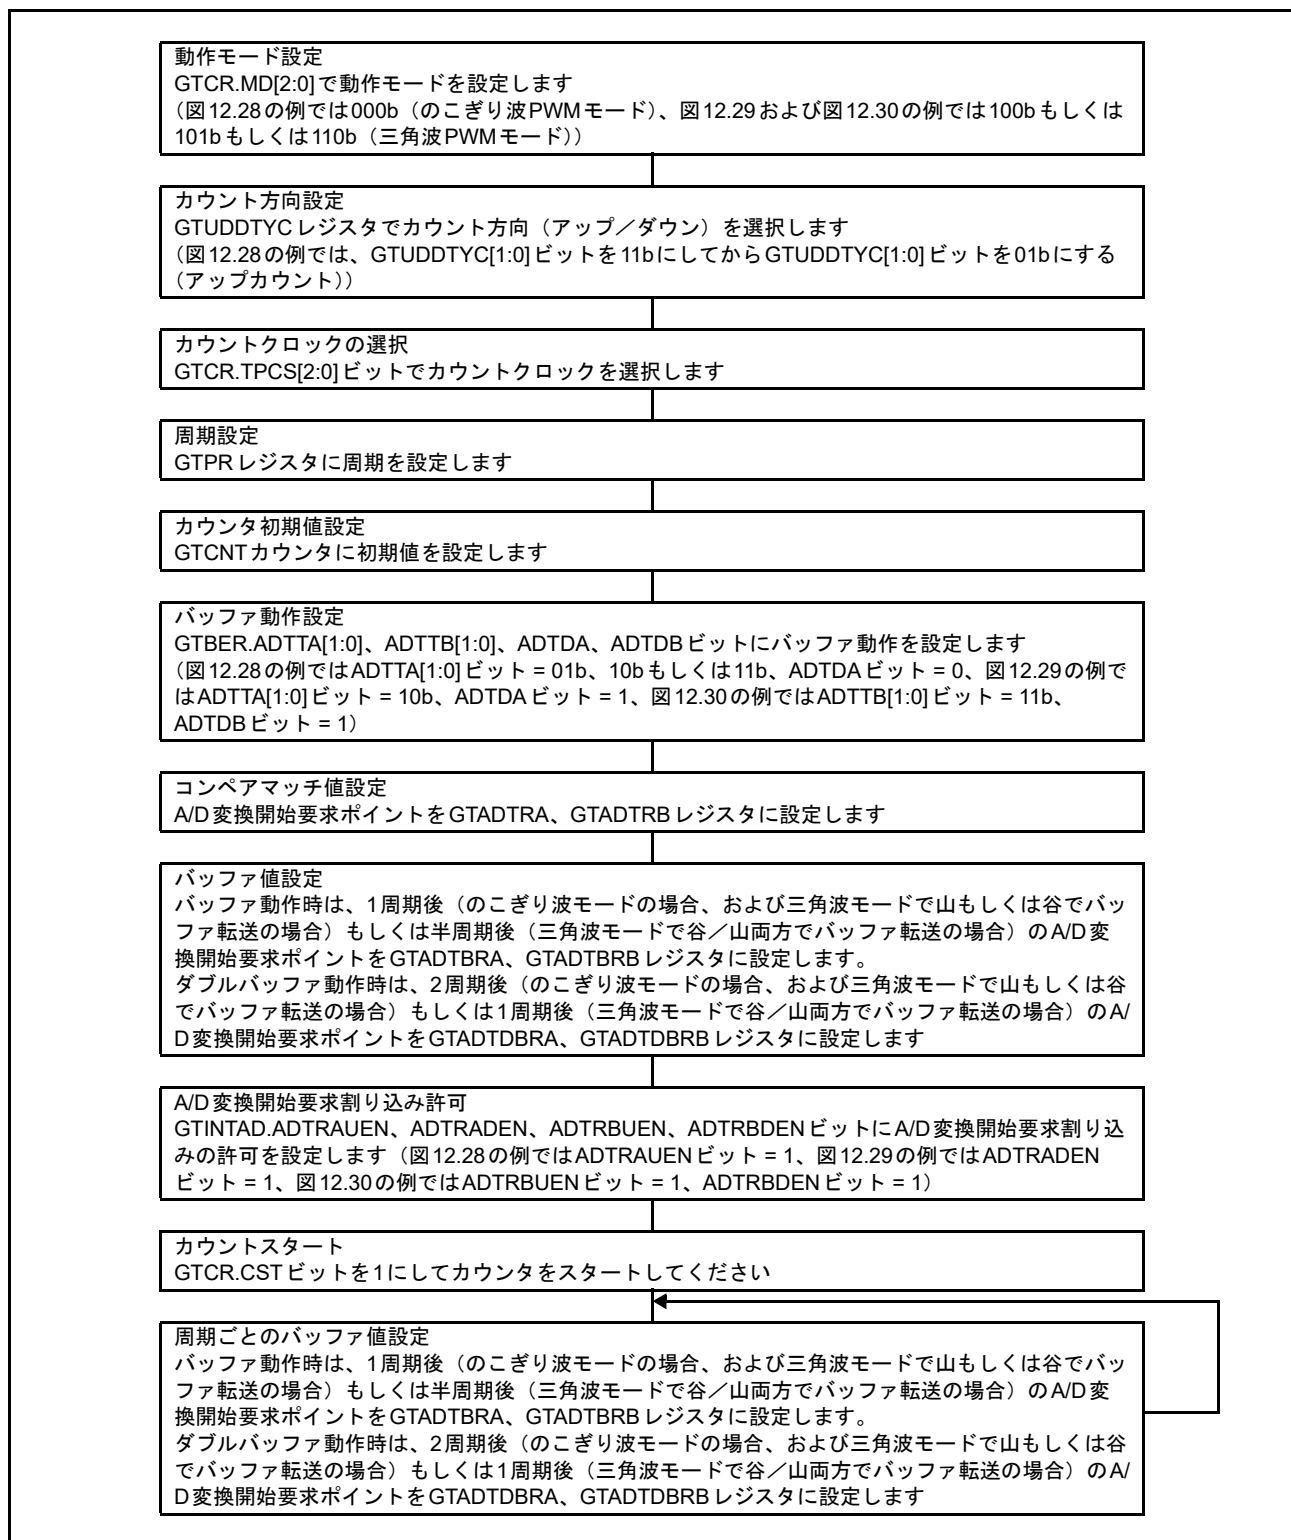 動作モード設定
GTCR.MD[2:0]で動作モードを設定します
（図12.28の例では000b（のこぎり波PWMモード）、図12.29および図12.30の例では100bもしくは
101bもしくは110b（三角波PWMモード））
カウント方向設定
GTUDDTYCレジスタでカウント方向（アップ／ダウン）を選択します
（図12.28の例では、GTUDDTYC[1:0]ビットを11bにしてからGTUDDTYC[1:0]ビットを01bにする
（アップカウント））
カウントクロックの選択
GTCR.TPCS[2:0]ビットでカウントクロックを選択します
周期設定
GTPRレジスタに周期を設定します
カウンタ初期値設定
GTCNTカウンタに初期値を設定します
バッファ動作設定
GTBER.ADTTA[1:0]、ADTTB[1:0]、ADTDA、ADTDBビットにバッファ動作を設定します
（図12.28の例ではADTTA[1:0]ビット = 01b、10bもしくは11b、ADTDAビット = 0、図12.29の例で
はADTTA[1:0]ビット = 10b、ADTDAビット = 1、図12.30の例ではADTTB[1:0]ビット = 11b、
ADTDBビット = 1）
コンペアマッチ値設定
A/D変換開始要求ポイントをGTADTRA、GTADTRBレジスタに設定します
バッファ値設定
バッファ動作時は、1周期後（のこぎり波モードの場合、および三角波モードで山もしくは谷でバッ
ファ転送の場合）もしくは半周期後（三角波モードで谷／山両方でバッファ転送の場合）のA/D変
換開始要求ポイントをGTADTBRA、GTADTBRBレジスタに設定します。
ダブルバッファ動作時は、2周期後（のこぎり波モードの場合、および三角波モードで山もしくは谷
でバッファ転送の場合）もしくは1周期後（三角波モードで谷／山両方でバッファ転送の場合）のA/
D変換開始要求ポイントをGTADTDBRA、GTADTDBRBレジスタに設定します
A/D変換開始要求割り込み許可
GTINTAD.ADTRAUEN、ADTRADEN、ADTRBUEN、ADTRBDENビットにA/D変換開始要求割り込
みの許可を設定します（図12.28の例ではADTRAUENビット = 1、図12.29の例ではADTRADEN
ビット = 1、図12.30の例ではADTRBUENビット = 1、ADTRBDENビット = 1）
カウントスタート
GTCR.CSTビットを1にしてカウンタをスタートしてください
周期ごとのバッファ値設定
バッファ動作時は、1周期後（のこぎり波モードの場合、および三角波モードで山もしくは谷でバッ
ファ転送の場合）もしくは半周期後（三角波モードで谷／山両方でバッファ転送の場合）のA/D変
換開始要求ポイントをGTADTBRA、GTADTBRBレジスタに設定します。
ダブルバッファ動作時は、2周期後（のこぎり波モードの場合、および三角波モードで山もしくは谷
でバッファ転送の場合）もしくは1周期後（三角波モードで谷／山両方でバッファ転送の場合）のA/
D変換開始要求ポイントをGTADTDBRA、GTADTDBRBレジスタに設定します